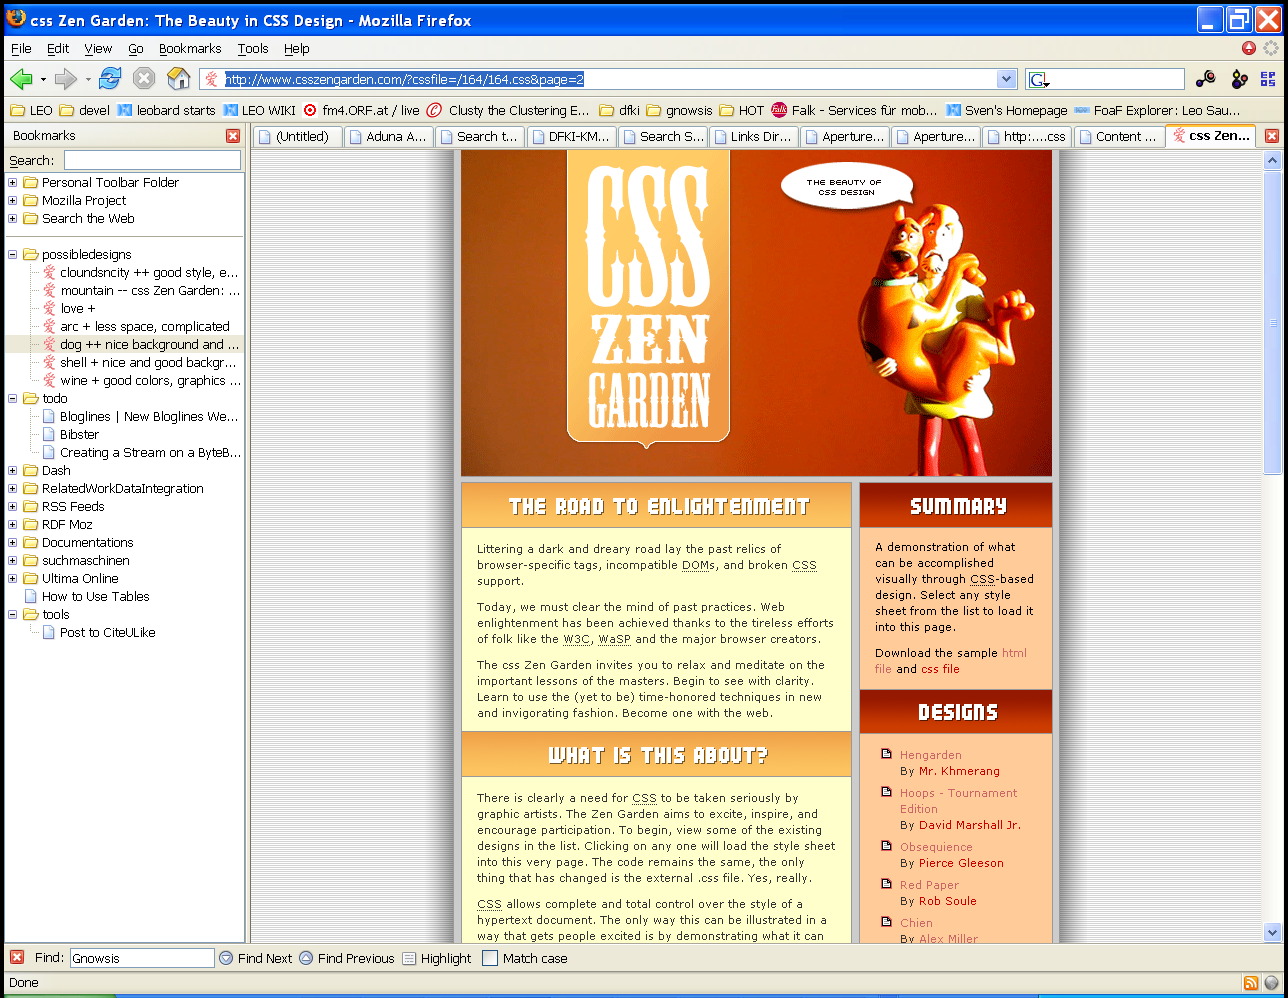 css Zen Garden: The Beauty in CSS Design - Mozilla Firefox
File Edit View Go Bookmarks Tools Help
http://www.csszengarden.com/?cssfile=/164/164.css&page=2
G
LEO devel leobard starts LEO WIKI fm4.ORF.at / live Clusty the Clustering E... dfki gnowsis HOT Falk - Services für mob... Sven's Homepage FoaF Explorer: Leo Sau...
Bookmarks
(Untitled) Aduna A... Search t... DFKI-KM... Search S... Links Dir... Aperture... Aperture... http:....css Content ... css Zen...
Search:
Personal Toolbar Folder
Mozilla Project
Search the Web
possibledesigns
cloundsncity ++ good style, e...
mountain -- css Zen Garden: ...
love +
arc + less space, complicated
dog ++ nice background and ...
shell + nice and good backgr...
wine + good colors, graphics ...
todo
Bloglines | New Bloglines We...
Bibster
Creating a Stream on a ByteB...
Dash
RelatedWorkDataIntegration
RSS Feeds
RDF Moz
Documentations
suchmaschinen
Ultima Online
How to Use Tables
tools
Post to CiteULike
CSS
ZEN
GARDEN
THE BEAUTY OF
CSS DESIGN
THE ROAD TO ENLIGHTENMENT
Littering a dark and dreary road lay the past relics of
browser-specific tags, incompatible DOMs, and broken CSS
support.
Today, we must clear the mind of past practices. Web
enlightenment has been achieved thanks to the tireless efforts
of folk like the W3C, WaSP and the major browser creators.
The css Zen Garden invites you to relax and meditate on the
important lessons of the masters. Begin to see with clarity.
Learn to use the (yet to be) time-honored techniques in new
and invigorating fashion. Become one with the web.
WHAT IS THIS ABOUT?
There is clearly a need for CSS to be taken seriously by
graphic artists. The Zen Garden aims to excite, inspire, and
encourage participation. To begin, view some of the existing
designs in the list. Clicking on any one will load the style sheet
into this very page. The code remains the same, the only
thing that has changed is the external .css file. Yes, really.
CSS allows complete and total control over the style of a
hypertext document. The only way this can be illustrated in a
way that gets people excited is by demonstrating what it can
SUMMARY
A demonstration of what
can be accomplished
visually through CSS-based
design. Select any style
sheet from the list to load it
into this page.
Download the sample html
file and css file
DESIGNS
Hengarden
By Mr. Khmerang
Hoops - Tournament
Edition
By David Marshall Jr.
Obsequience
By Pierce Gleeson
Red Paper
By Rob Soule
Chien
By Alex Miller
Find: Gnowsis Find Next Find Previous Highlight Match case
Done